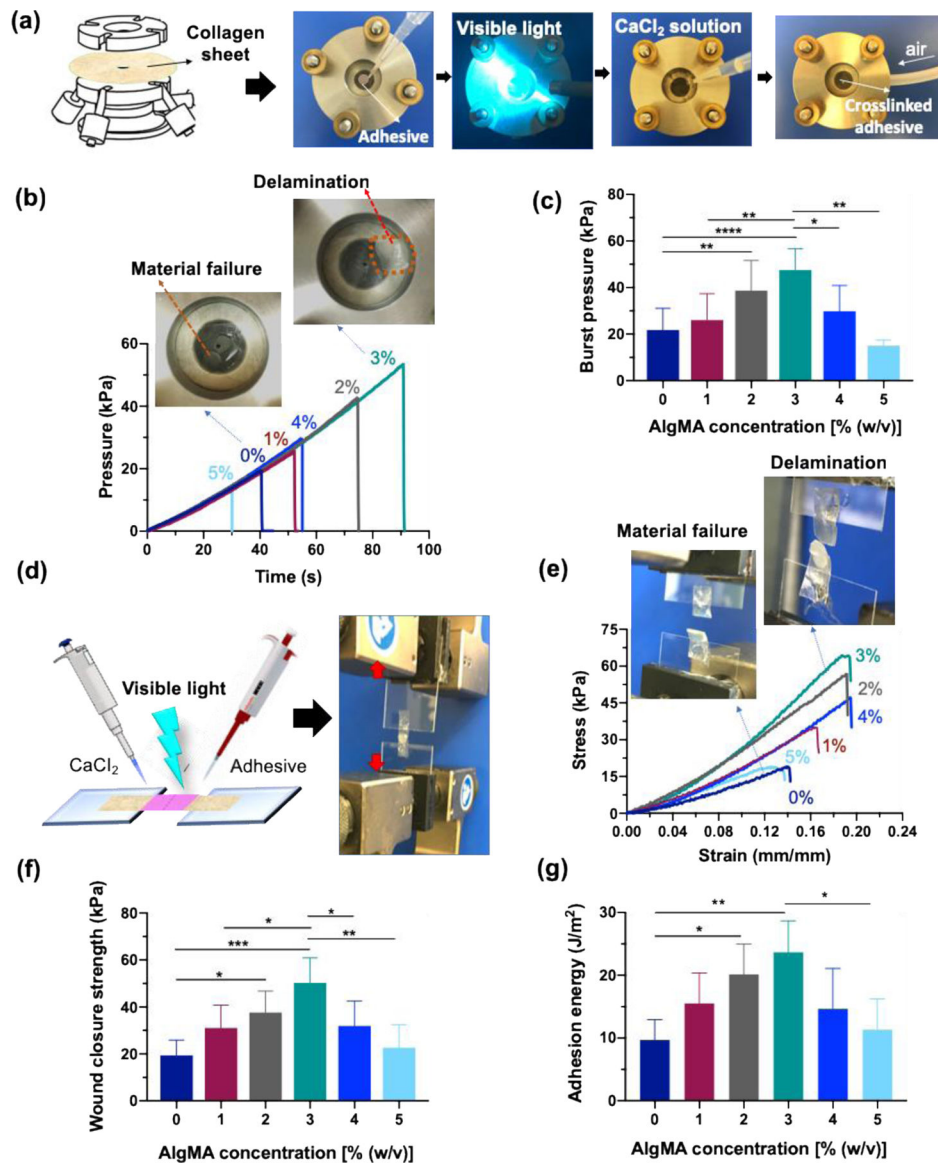 (a)
Collagen
sheet
Adhesive
Visible light
CaCl₂ solution
air
Crosslinked
adhesive
(b)
Delamination
Material failure
Pressure (kPa)
60
40
20
0
5%
0%
1%
4%
2%
3%
0 20 40 60 80 100
Time (s)
(c)
Burst pressure (kPa)
80
60
40
20
0
****
**
**
**
*
0 1 2 3 4 5
AlgMA concentration [% (w/v)]
(d)
Visible light
CaCl₂
Adhesive
(e)
Delamination
Material failure
Stress (kPa)
75
60
45
30
15
0
3%
2%
4%
1%
5%
0%
0.00 0.04 0.08 0.12 0.16 0.20 0.24
Strain (mm/mm)
(f)
Wound closure strength (kPa)
80
60
40
20
0
*
*
***
**
*
0 1 2 3 4 5
AlgMA concentration [% (w/v)]
(g)
Adhesion energy (J/m²)
30
20
10
0
**
*
*
0 1 2 3 4 5
AlgMA concentration [% (w/v)]